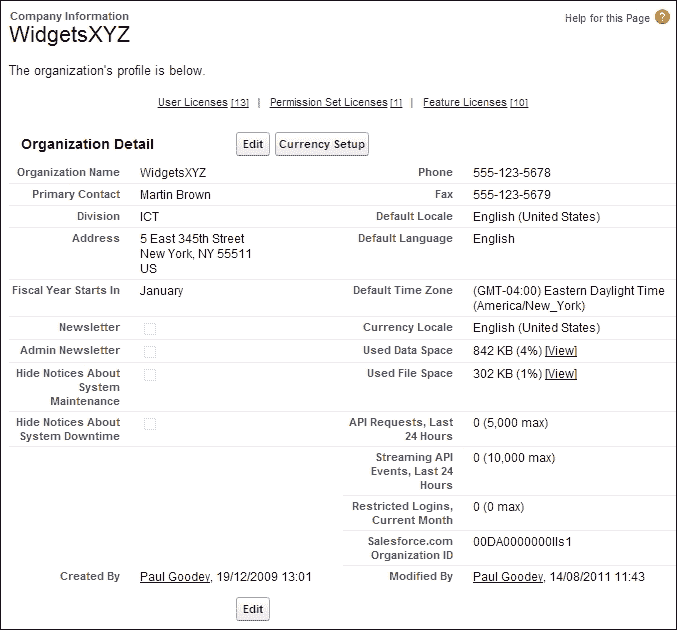 Company Information
WidgetsXYZ
Help for this Page ?
The organization's profile is below.
User Licenses [13] | Permission Set Licenses [1] | Feature Licenses [10]
Organization Detail Edit Currency Setup
Organization Name WidgetsXYZ Phone 555-123-5678
Primary Contact Martin Brown Fax 555-123-5679
Division ICT Default Locale English (United States)
Address 5 East 345th Street Default Language English
New York, NY 55511
US
Fiscal Year Starts In January Default Time Zone (GMT-04:00) Eastern Daylight Time
(America/New_York)
Newsletter Currency Locale English (United States)
Admin Newsletter Used Data Space 842 KB (4%) [View]
Hide Notices About Used File Space 302 KB (1%) [View]
System
Maintenance
Hide Notices About API Requests, Last 0 (5,000 max)
System Downtime 24 Hours
Streaming API 0 (10,000 max)
Events, Last 24
Hours
Restricted Logins, 0 (0 max)
Current Month
Salesforce.com 00DA0000000IIs1
Organization ID
Created By Paul Goodey, 19/12/2009 13:01 Modified By Paul Goodey, 14/08/2011 11:43
Edit